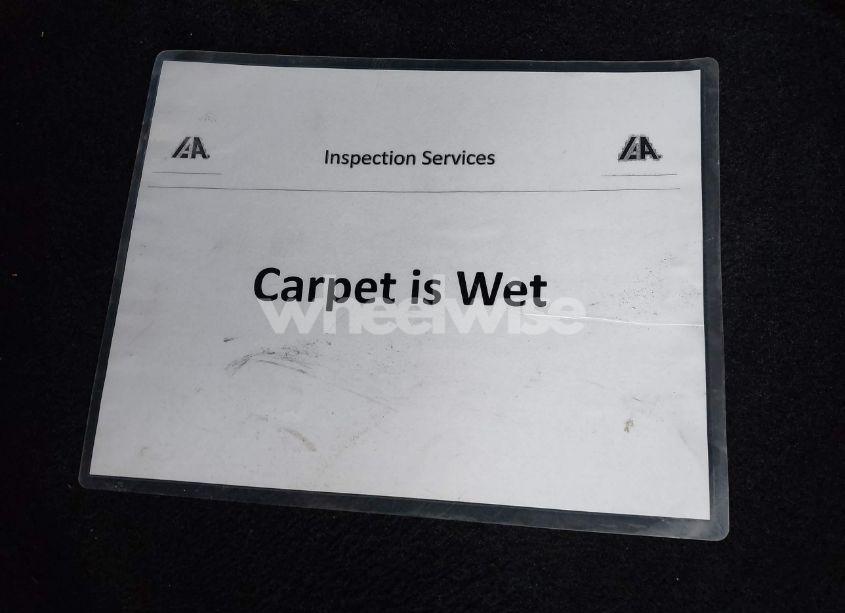 IAA Inspection Services IAA
Carpet is Wet
wheelwise